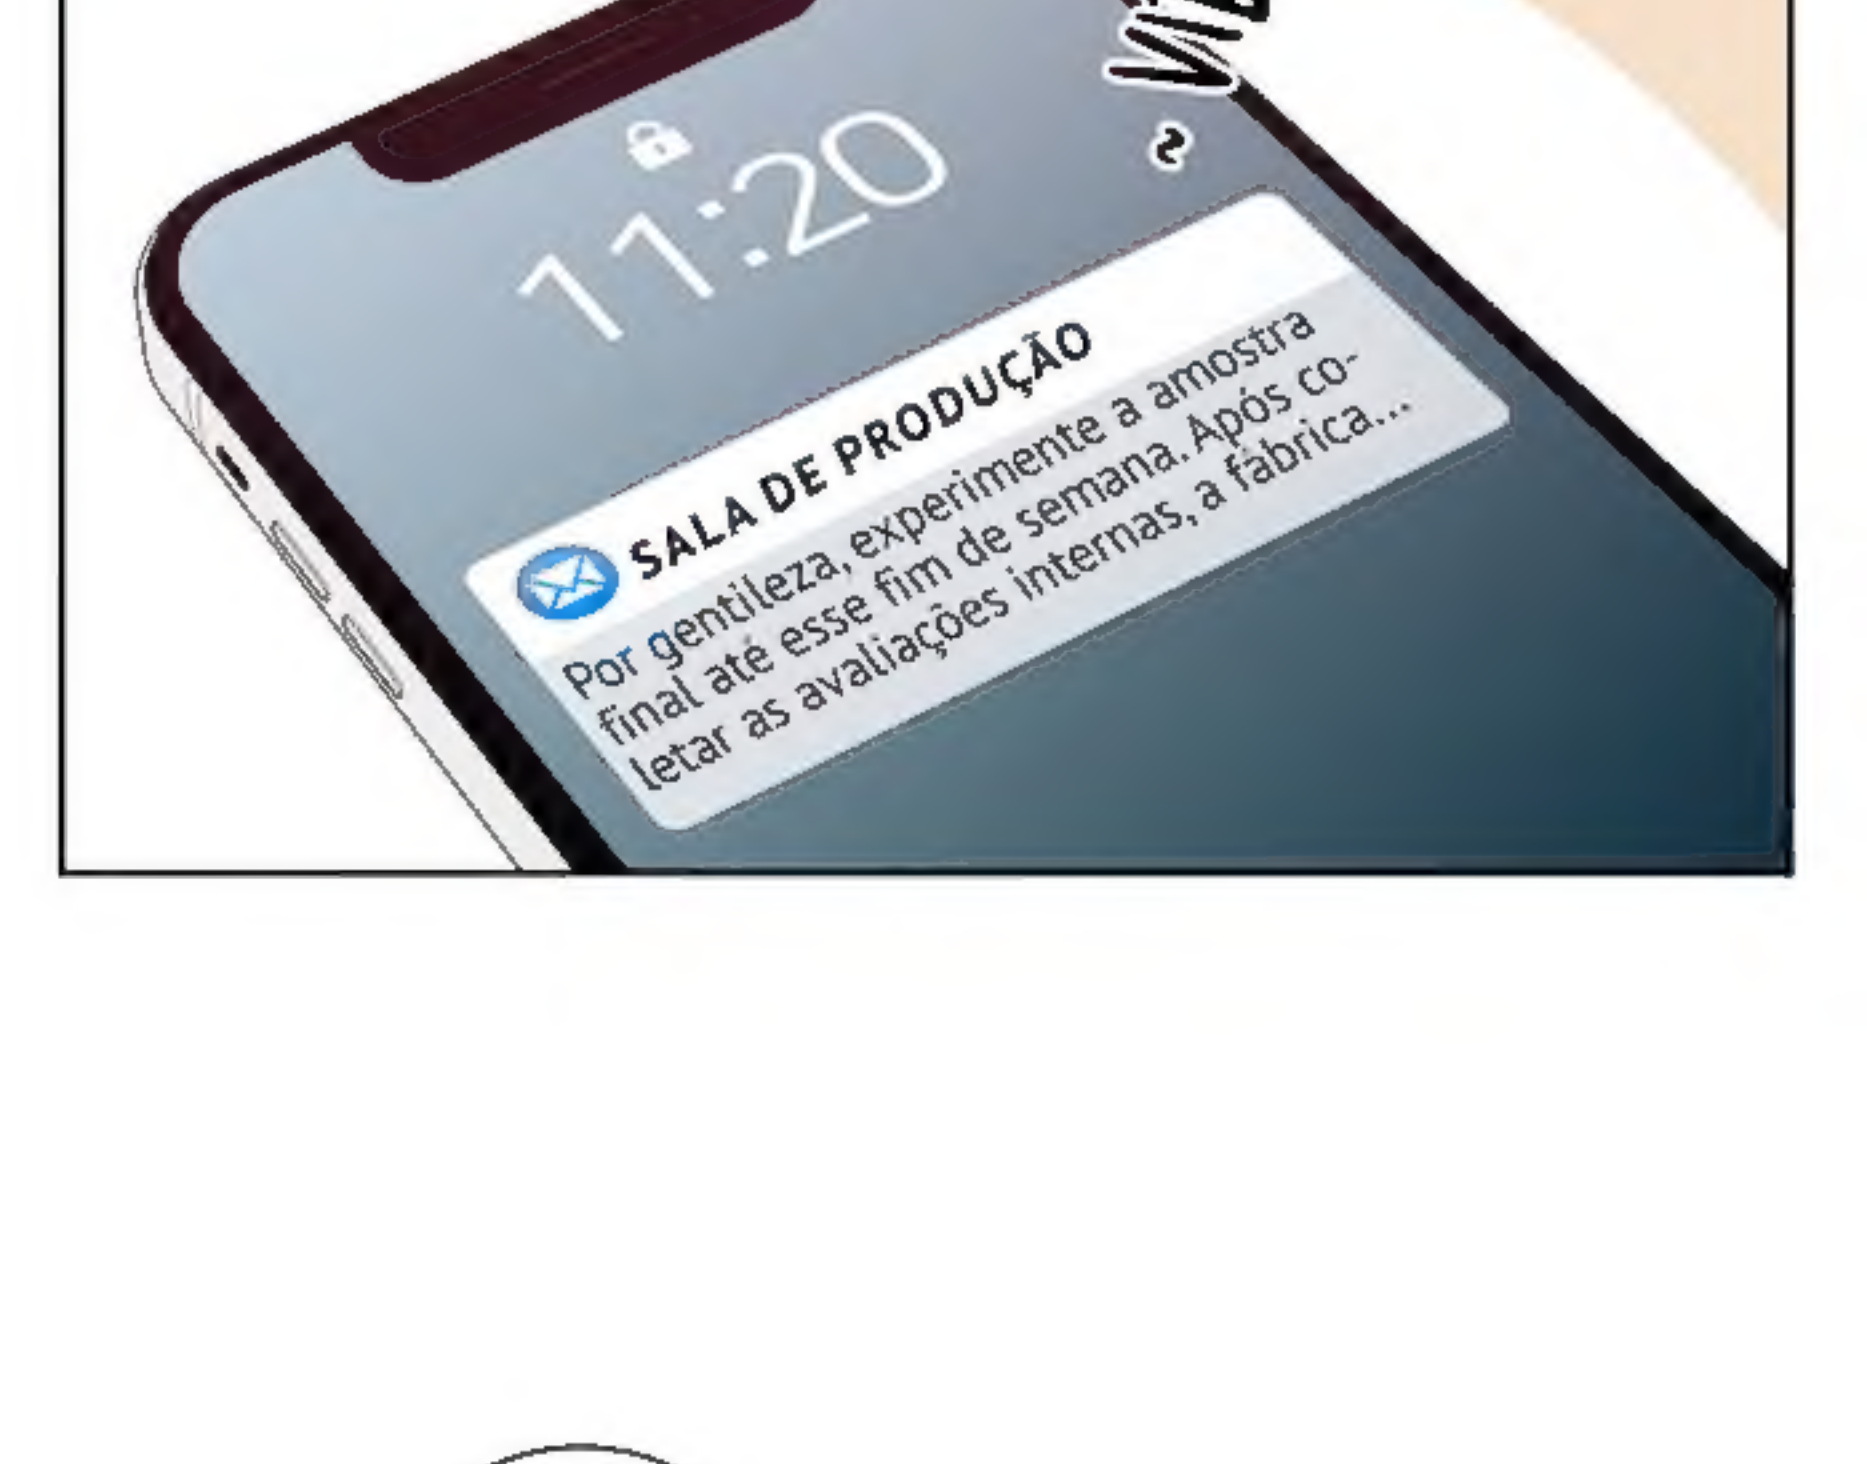 11:20
SALA DE PRODUÇÃO
Por gentileza, experimente a amostra
final até esse fim de semana. Após co-
letar as avaliações internas, a fábrica...